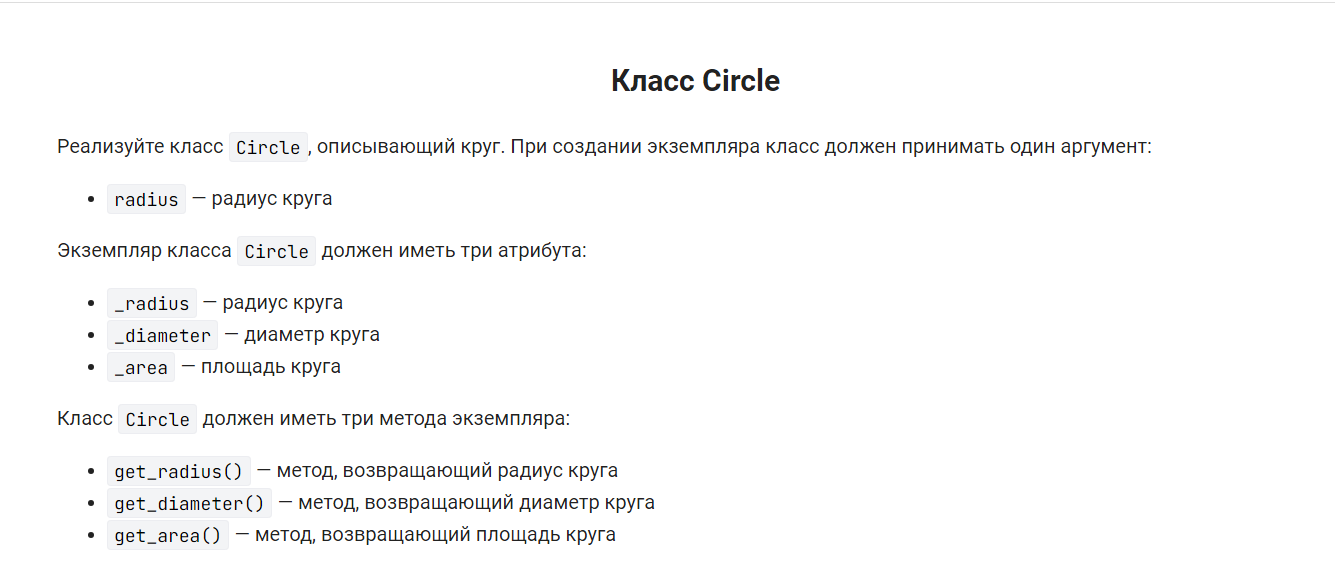 Класс Circle
Реализуйте класс Circle, описывающий круг. При создании экземпляра класс должен принимать один аргумент:
• radius — радиус круга
Экземпляр класса Circle должен иметь три атрибута:
• _radius — радиус круга
• _diameter — диаметр круга
• _area — площадь круга
Класс Circle должен иметь три метода экземпляра:
• get_radius() — метод, возвращающий радиус круга
• get_diameter() — метод, возвращающий диаметр круга
• get_area() — метод, возвращающий площадь круга